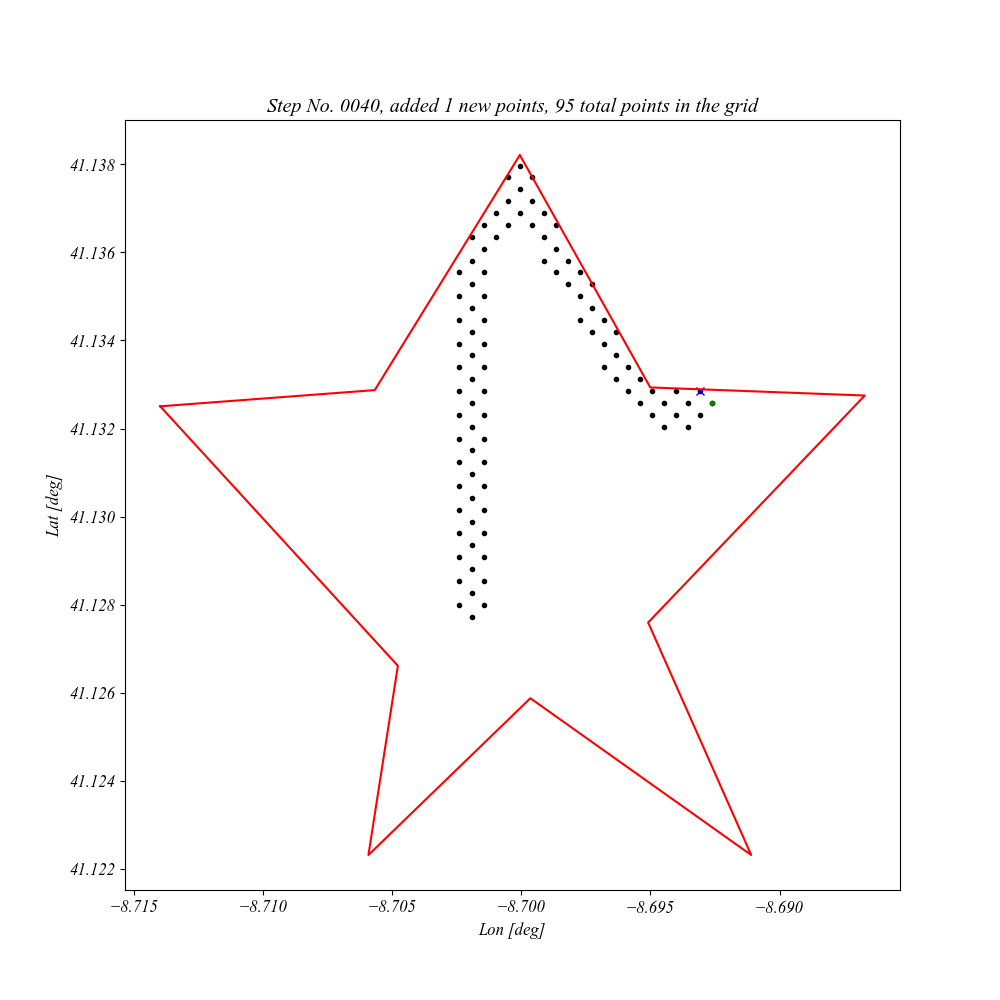 Step No. 0040, added 1 new points, 95 total points in the grid
41.138
41.136
41.134
41.132
41.130
41.128
41.126
41.124
41.122
Lat [deg]
−8.715 −8.710 −8.705 −8.700 −8.695 −8.690
Lon [deg]